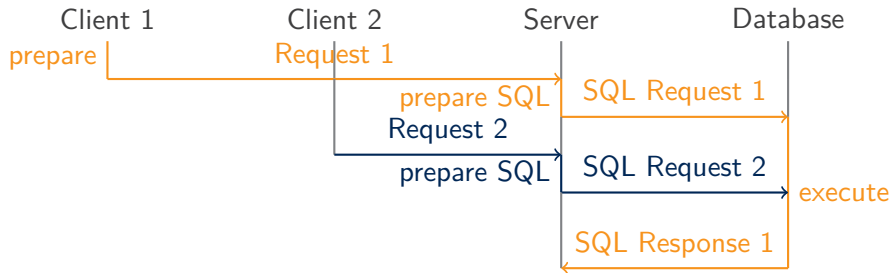 Client 1
Client 2
Server
Database
prepare
Request 1
prepare SQL
SQL Request 1
Request 2
prepare SQL
SQL Request 2
execute
SQL Response 1